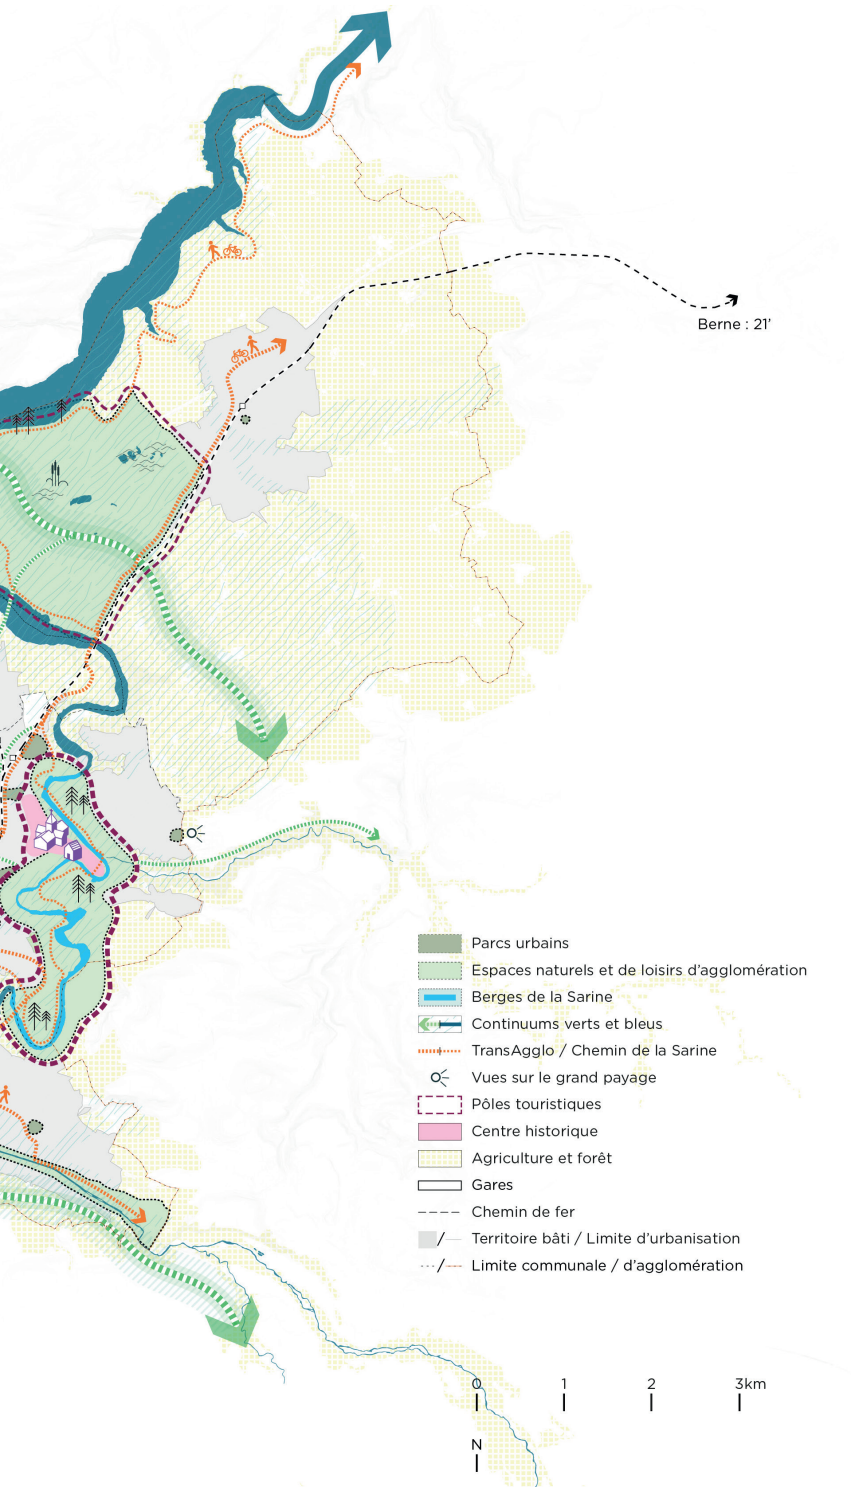 Berne : 21'
Parcs urbains
Espaces naturels et de loisirs d'agglomération
Berges de la Sarine
Continuums verts et bleus
TransAgglo / Chemin de la Sarine
Vues sur le grand payage
Pôles touristiques
Centre historique
Agriculture et forêt
Gares
Chemin de fer
Territoire bâti / Limite d'urbanisation
Limite communale / d'agglomération
0 1 2 3km
N